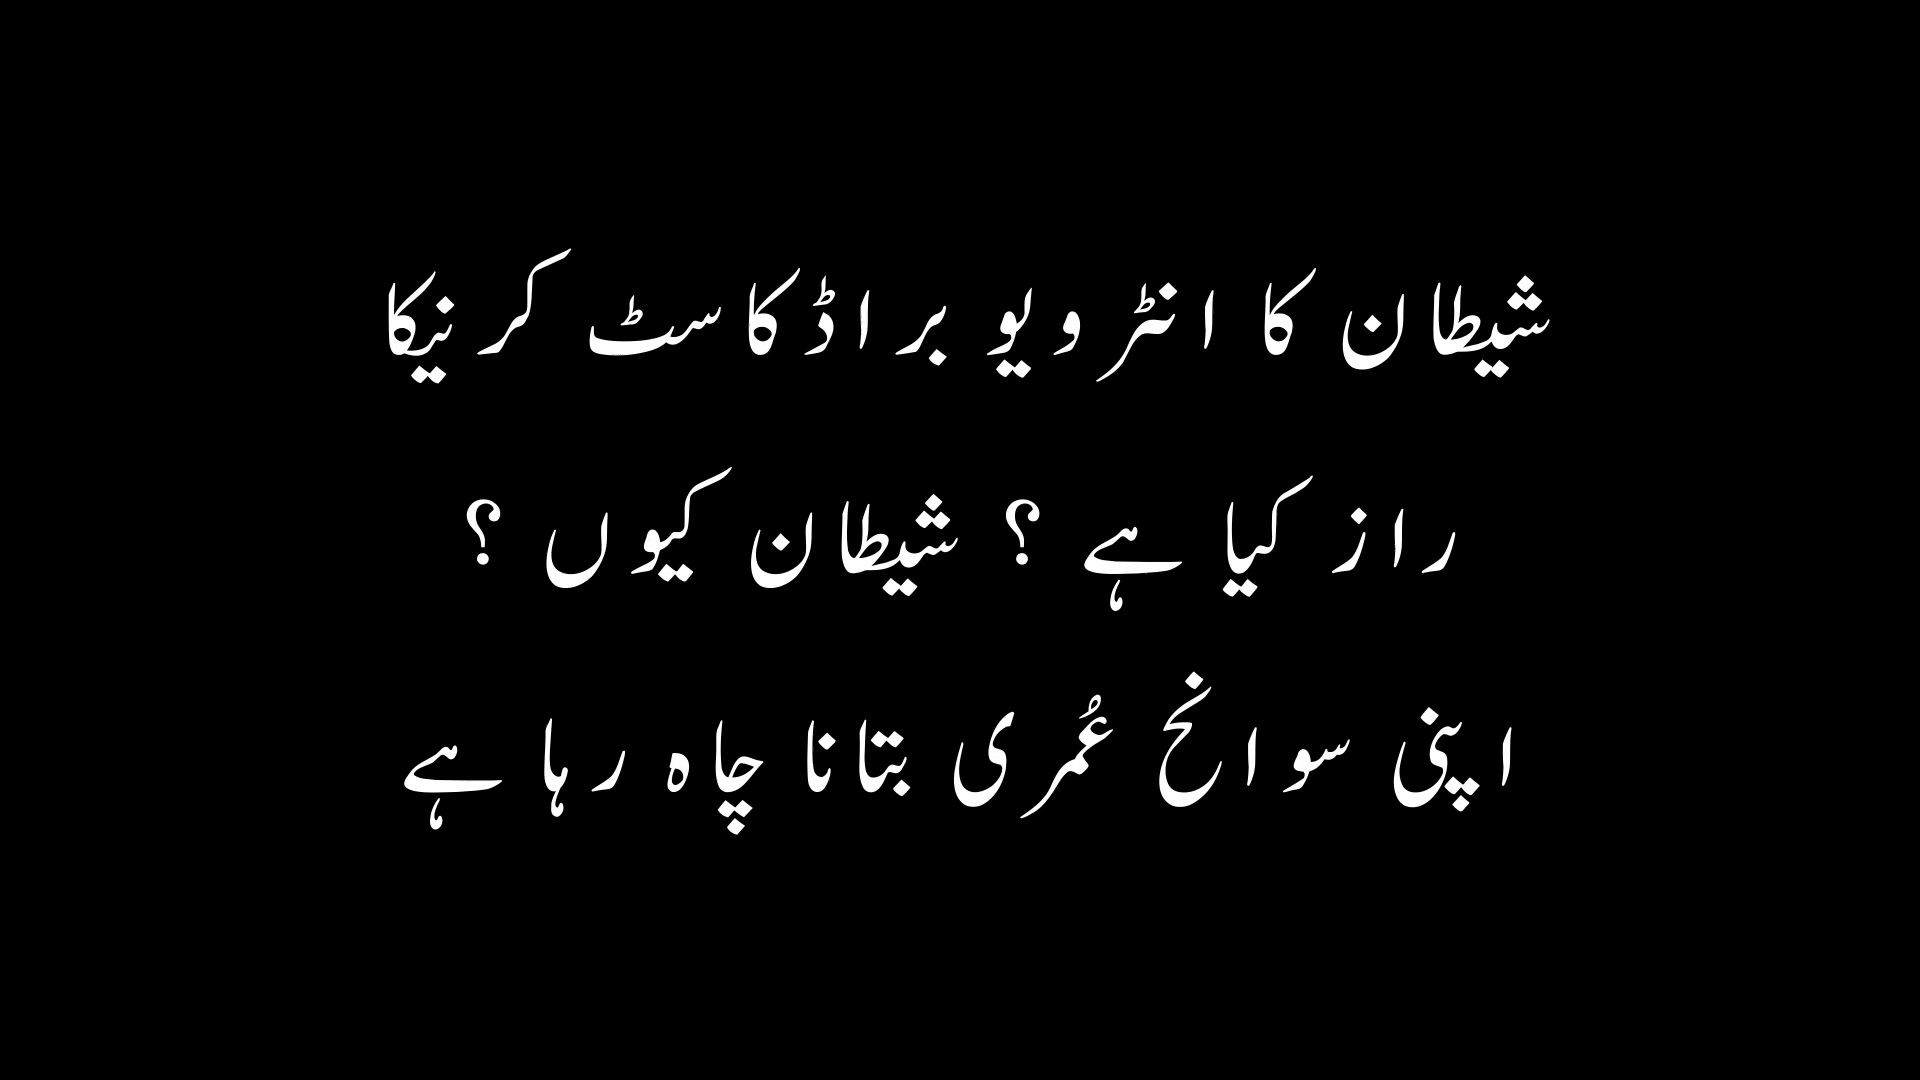 شیطان کا انٹرویو براڈکاسٹ کرنیکا
راز کیا ہے ؟ شیطان کیوں ؟
اپنی سوانح عُمری بتانا چاہ رہا ہے